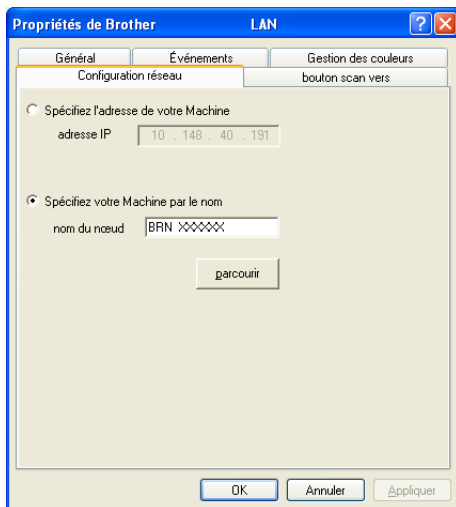 Propriétés de Brother LAN
Général Événements Gestion des couleurs
Configuration réseau bouton scan vers
Spécifiez l'adresse de votre Machine
adresse IP 10 . 148 . 40 . 191
Spécifiez votre Machine par le nom
nom du nœud BRN XXXXXX
parcourir
OK Annuler Appliquer